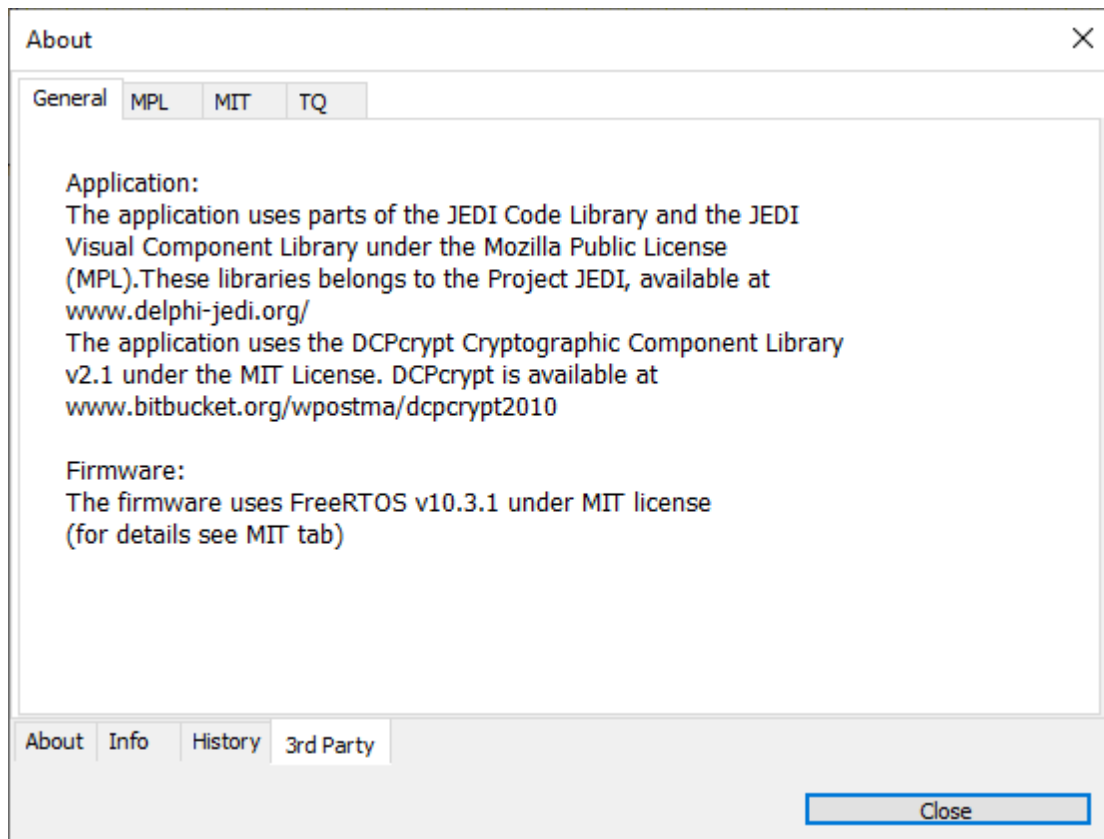 About
General MPL MIT TQ
Application:
The application uses parts of the JEDI Code Library and the JEDI
Visual Component Library under the Mozilla Public License
(MPL).These libraries belongs to the Project JEDI, available at
www.delphi-jedi.org/
The application uses the DCPcrypt Cryptographic Component Library
v2.1 under the MIT License. DCPcrypt is available at
www.bitbucket.org/wpostma/dcpcrypt2010
Firmware:
The firmware uses FreeRTOS v10.3.1 under MIT license
(for details see MIT tab)
About Info History 3rd Party
Close